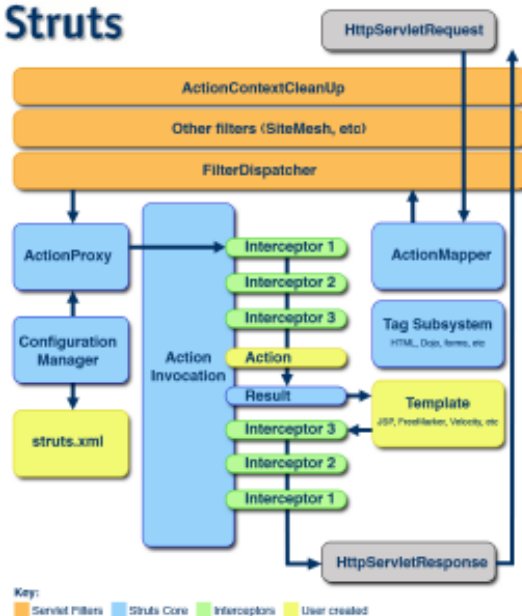 Struts
HttpServletRequest
ActionContextCleanUp
Other filters (SiteMesh, etc)
FilterDispatcher
ActionProxy
Interceptor 1
ActionMapper
Interceptor 2
Interceptor 3
Tag Subsystem
HTML, Dojo, forms, etc
Configuration
Manager
Action
Invocation
Action
Result
Template
JSP, FreeMarker, Velocity, etc
struts.xml
Interceptor 3
Interceptor 2
Interceptor 1
HttpServletResponse
Key:
Servlet Filters
Struts Core
Interceptors
User created